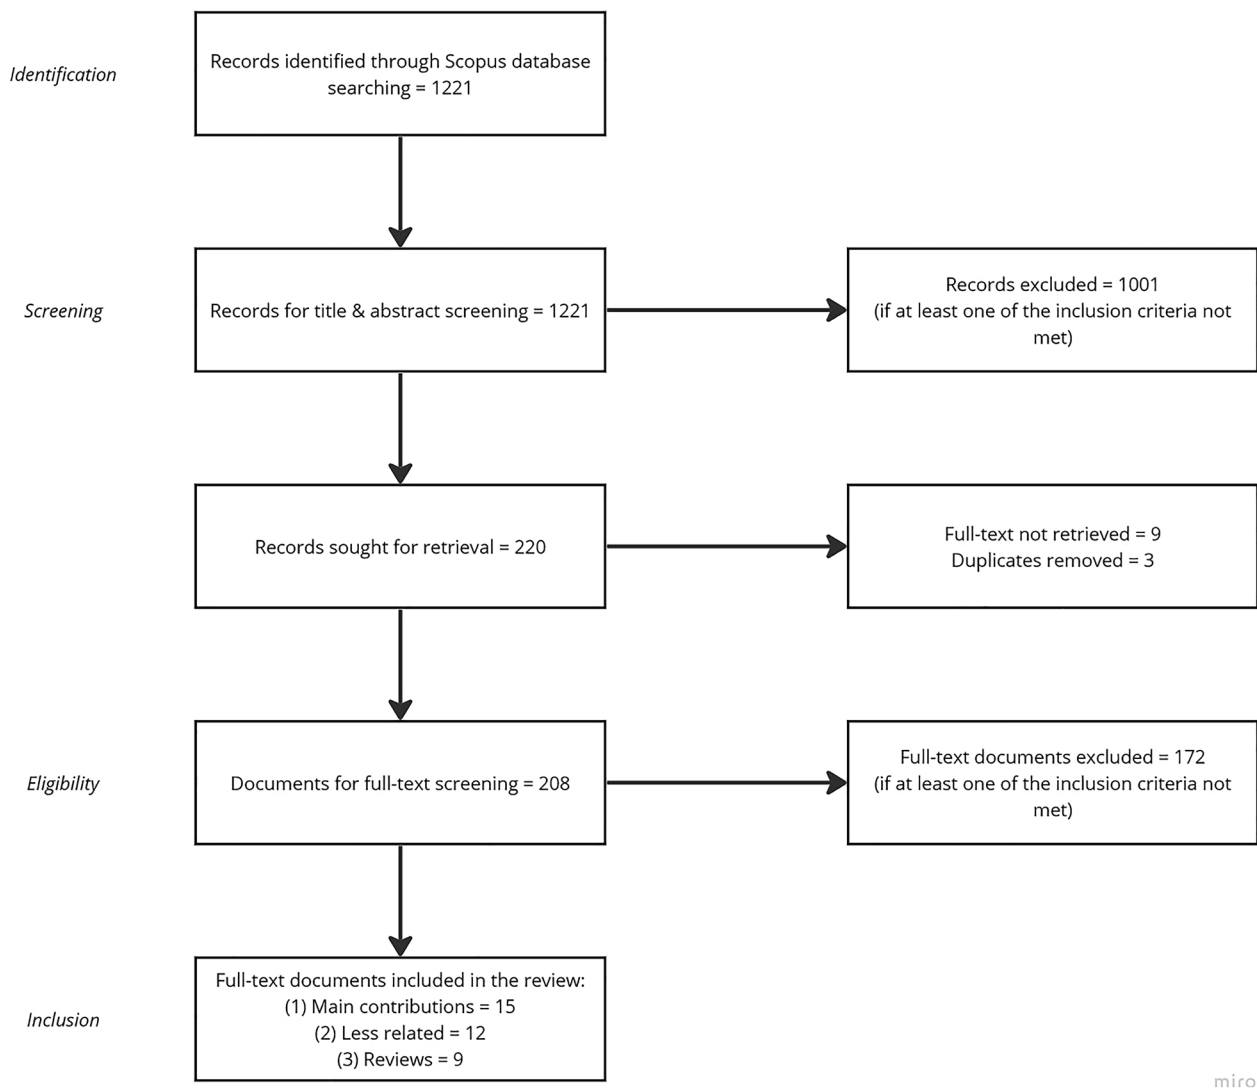 Identification
Records identified through Scopus database
searching = 1221
Screening
Records for title & abstract screening = 1221
Records excluded = 1001
(if at least one of the inclusion criteria not
met)
Records sought for retrieval = 220
Full-text not retrieved = 9
Duplicates removed = 3
Eligibility
Documents for full-text screening = 208
Full-text documents excluded = 172
(if at least one of the inclusion criteria not
met)
Inclusion
Full-text documents included in the review:
(1) Main contributions = 15
(2) Less related = 12
(3) Reviews = 9
miro